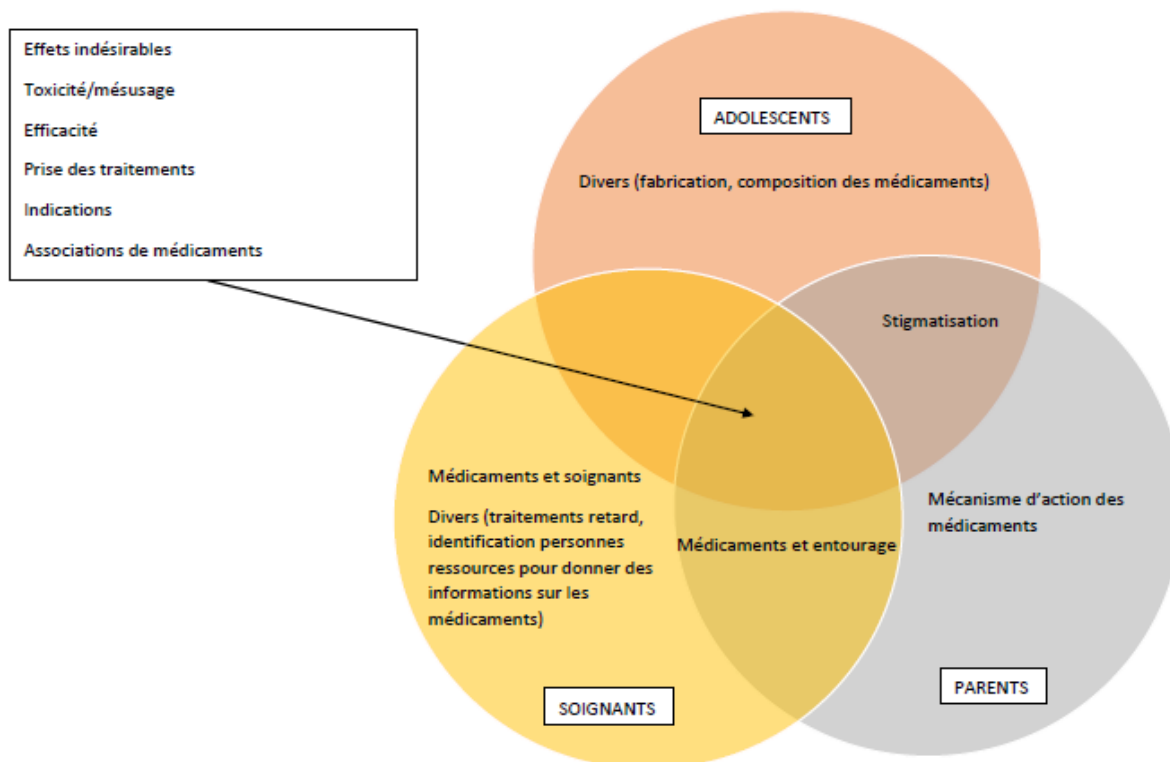 Effets indésirables
Toxicité/mésusage
Efficacité
Prise des traitements
Indications
Associations de médicaments
ADOLESCENTS
Divers (fabrication, composition des médicaments)
Stigmatisation
Médicaments et soignants
Divers (traitements retard,
identification personnes
ressources pour donner des
informations sur les
médicaments)
Médicaments et entourage
Mécanisme d’action des
médicaments
SOIGNANTS
PARENTS